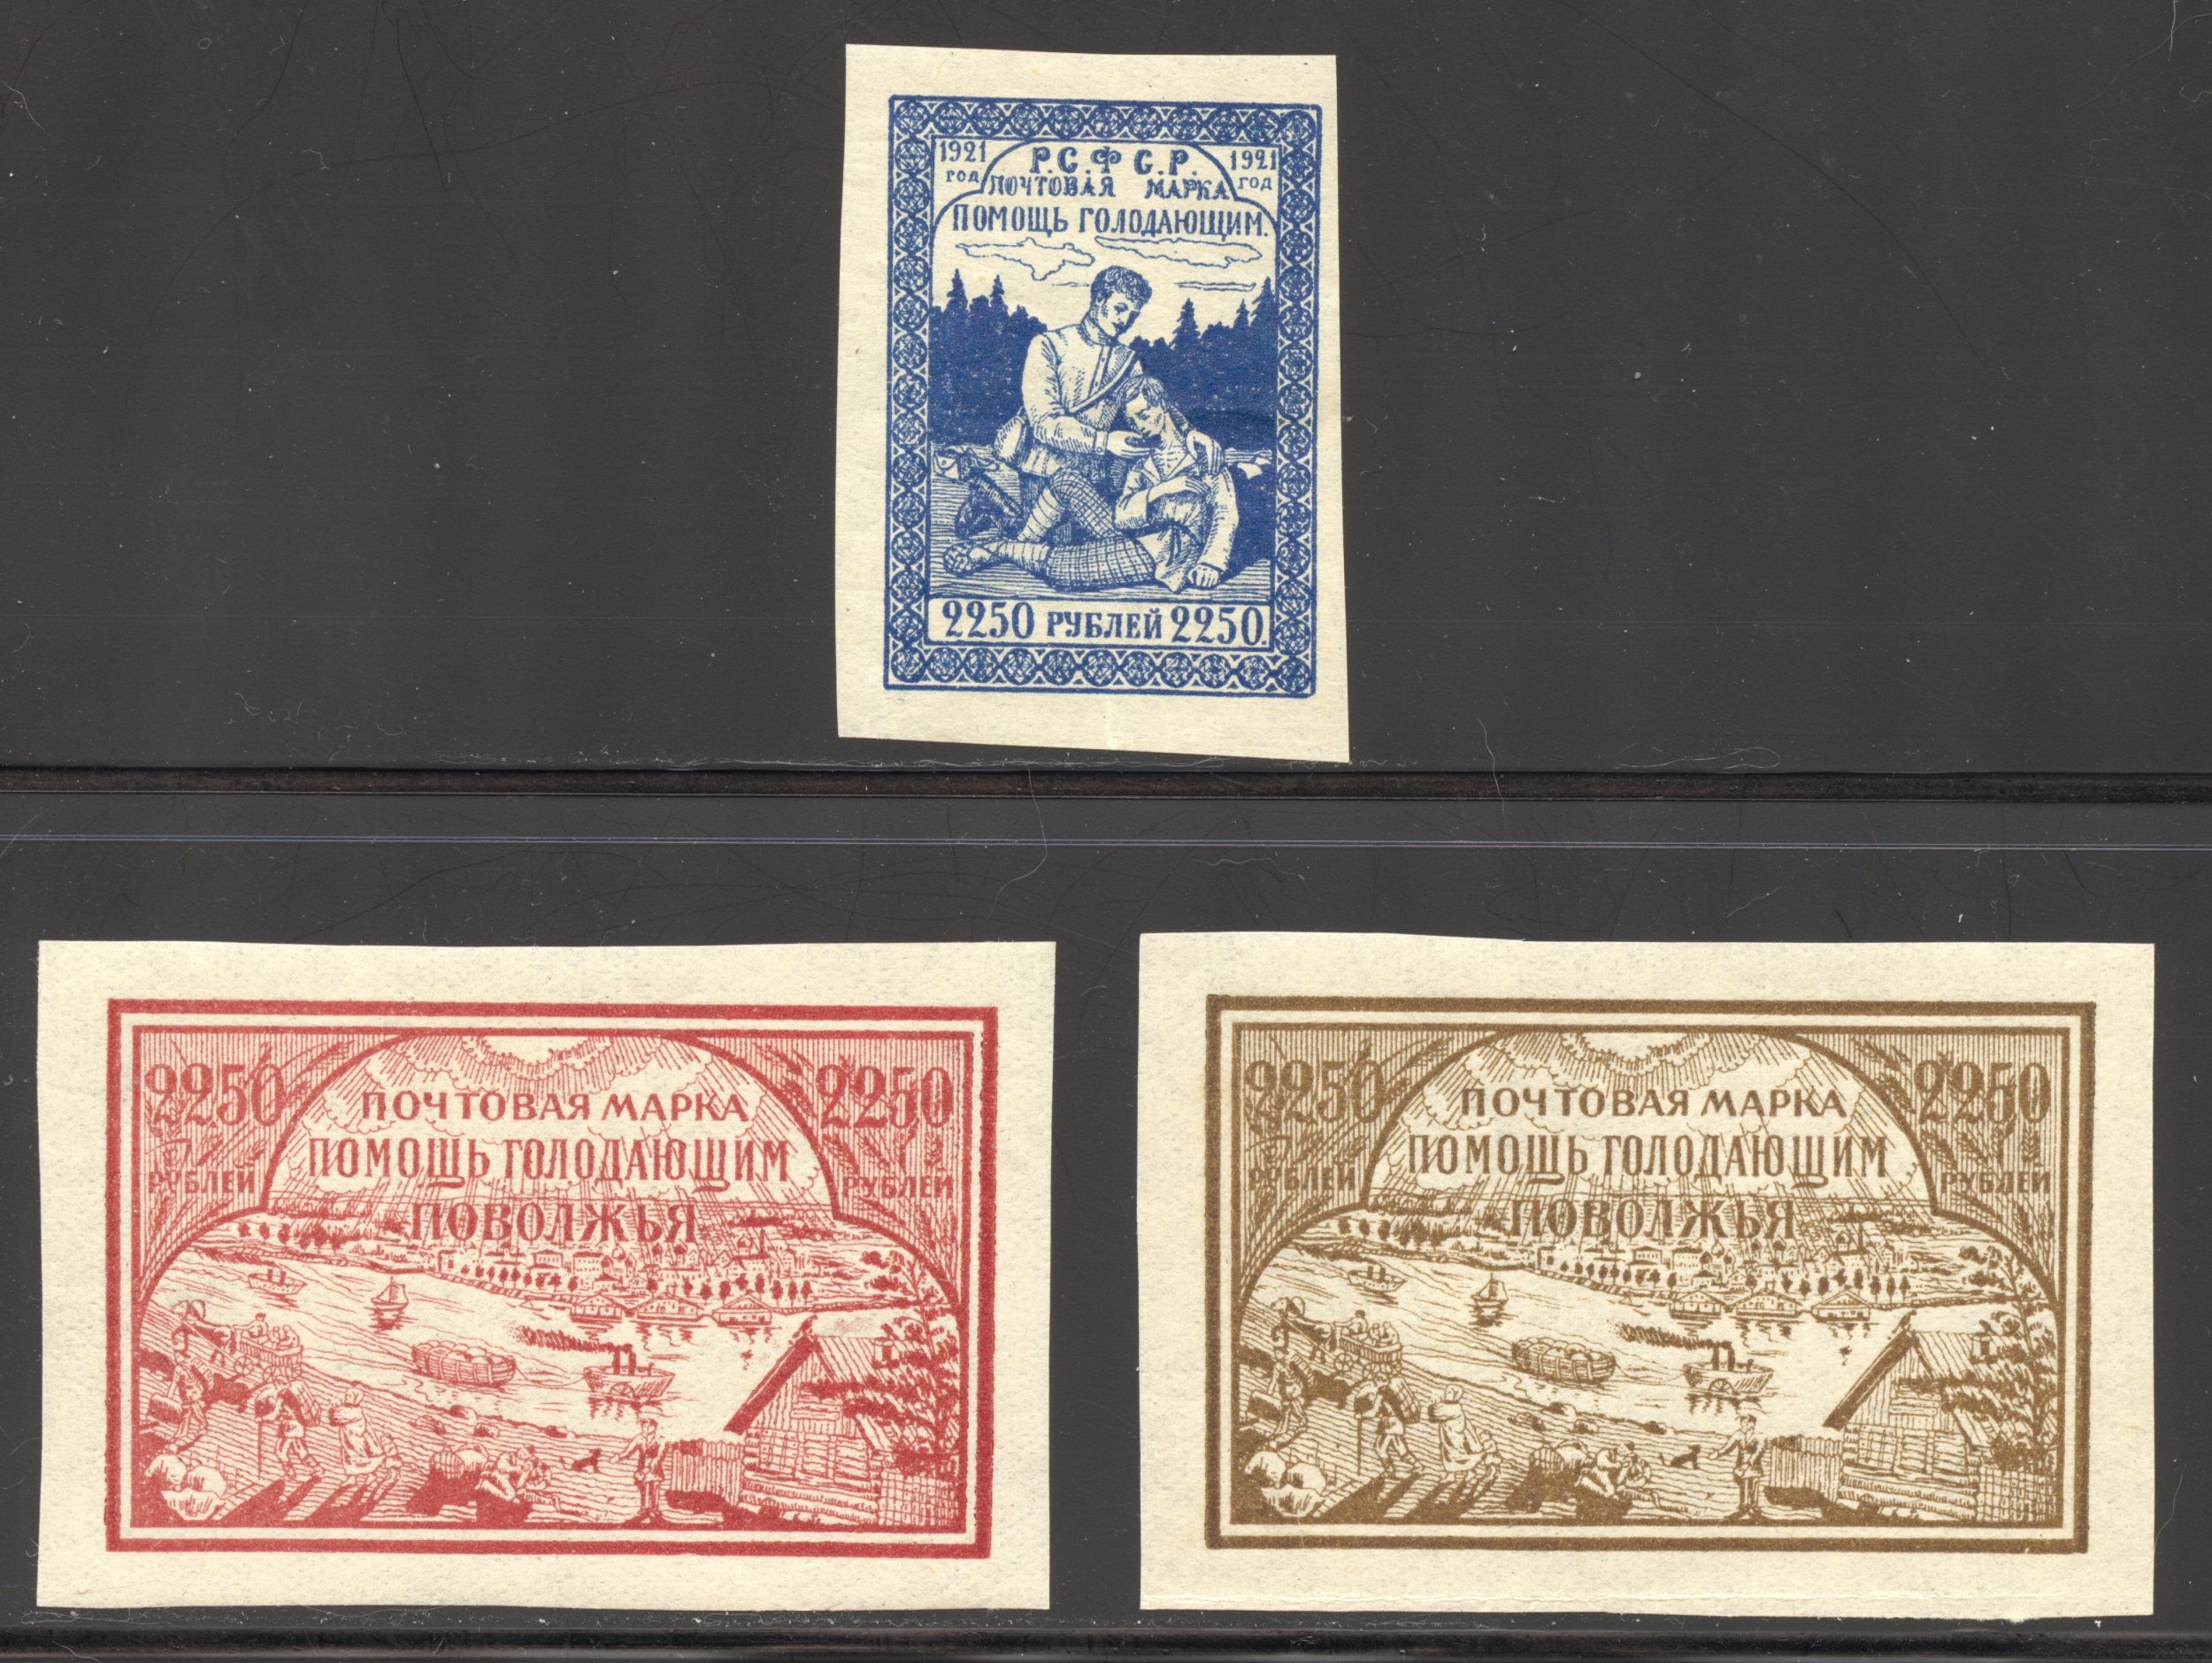 1921 Р.С.Ф.С.Р. 1921
год ПОЧТОВАЯ МАРКА год
ПОМОЩЬ ГОЛОДАЮЩИМ.
2250 РУБЛЕЙ 2250.
2250 2250
ПОЧТОВАЯ МАРКА
ПОМОЩЬ ГОЛОДАЮЩИМ
РУБЛЕЙ РУБЛЕЙ
ПОВОЛЖЬЯ
2250 2250
ПОЧТОВАЯ МАРКА
ПОМОЩЬ ГОЛОДАЮЩИМ
РУБЛЕЙ РУБЛЕЙ
ПОВОЛЖЬЯ